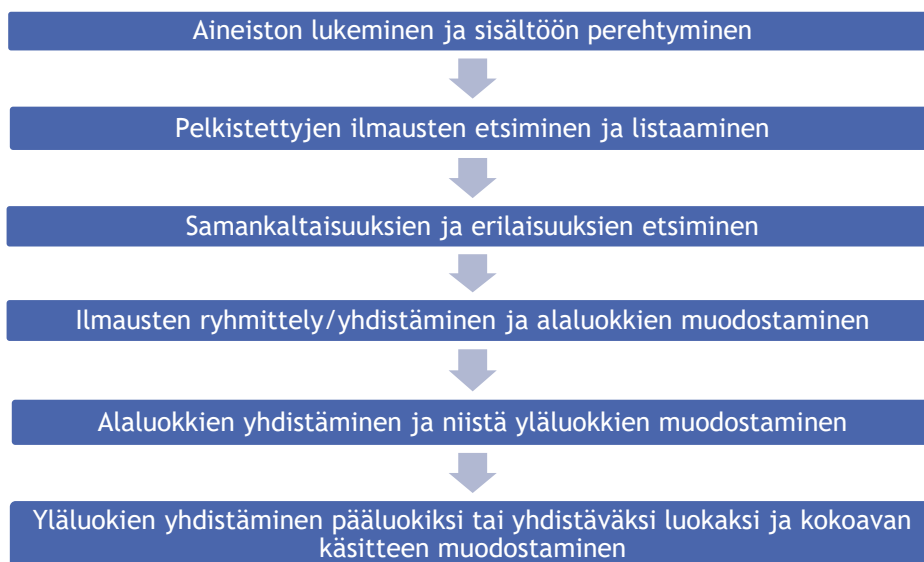 Aineiston lukeminen ja sisältöön perehtyminen
Pelkistettyjen ilmausten etsiminen ja listaaminen
Samankaltaisuuksien ja erilaisuuksien etsiminen
Ilmausten ryhmittely/yhdistäminen ja alaluokkien muodostaminen
Alaluokkien yhdistäminen ja niistä yläluokkien muodostaminen
Yläluokien yhdistäminen pääluokiksi tai yhdistäväksi luokaksi ja kokoavan
käsitteen muodostaminen